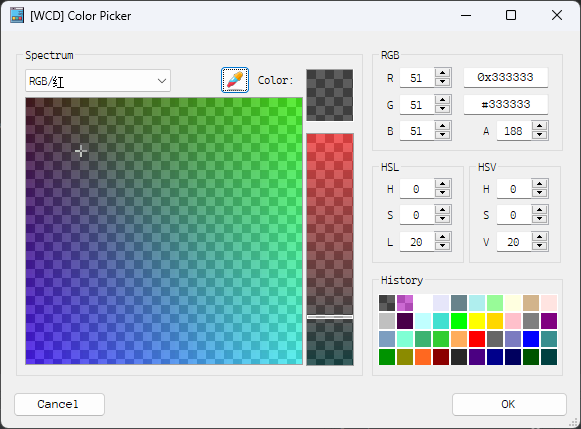 [WCD] Color Picker
Spectrum
RGB/
Color:
RGB
R 51 0x333333
G 51 #333333
B 51 A 188
HSL
H 0
S 0
L 20
HSV
H 0
S 0
V 20
History
Cancel
OK